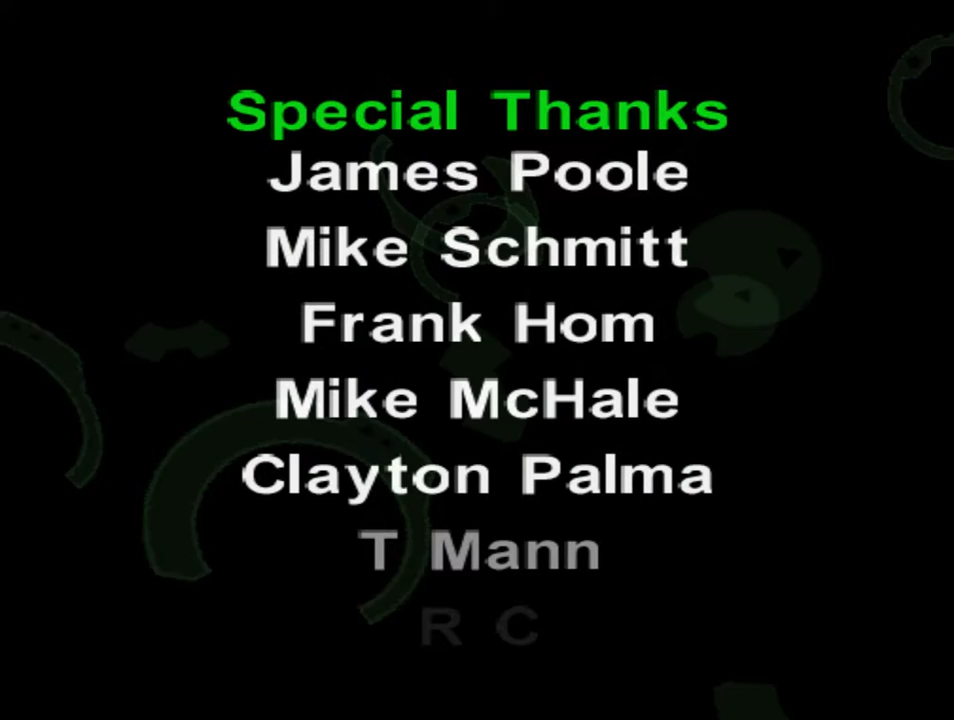 Special Thanks
James Poole
Mike Schmitt
Frank Hom
Mike McHale
Clayton Palma
T Mann
R C